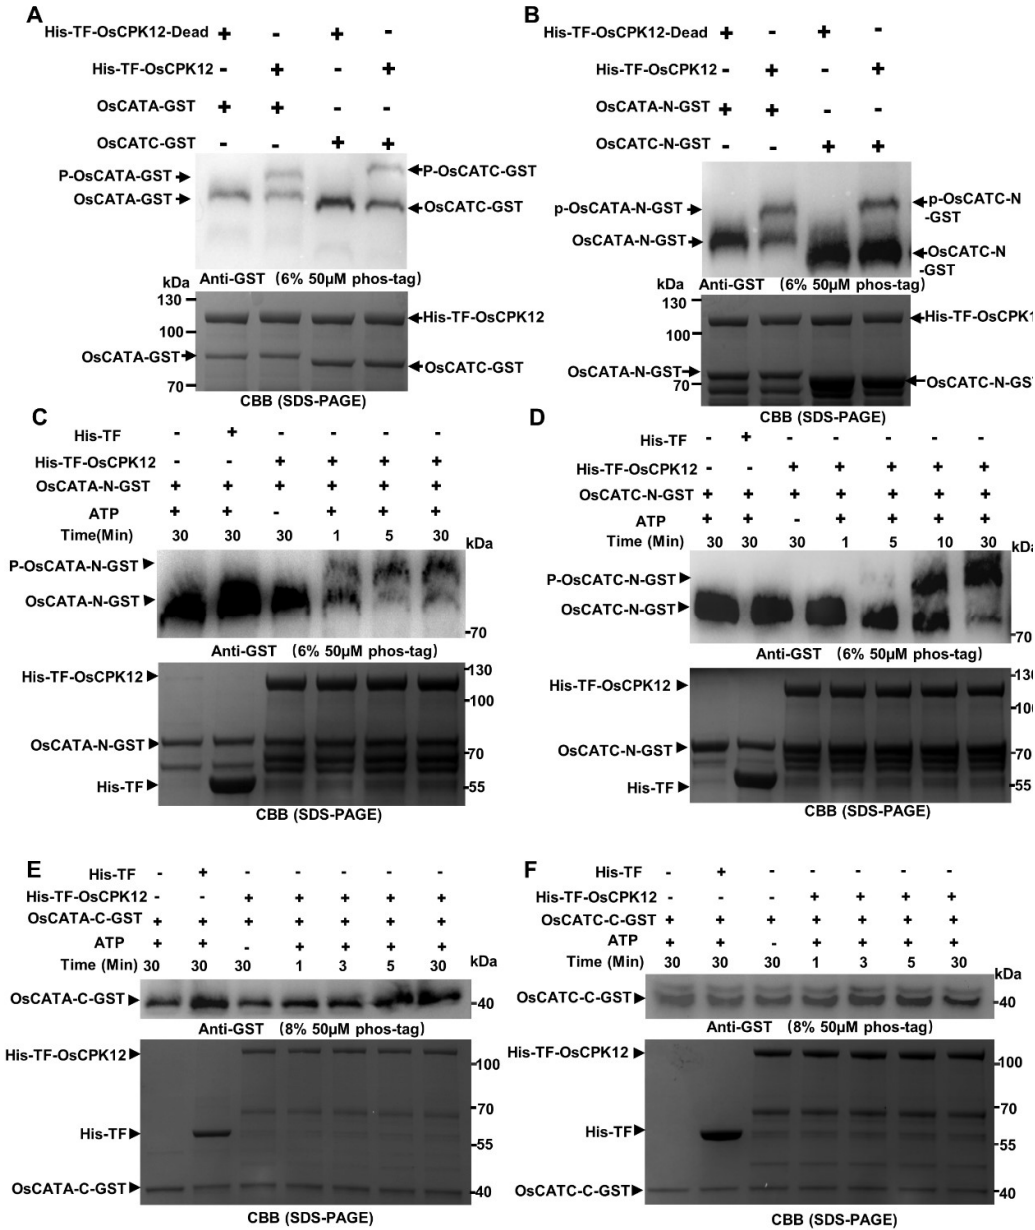 A
His-TF-OsCPK12-Dead + - + -
His-TF-OsCPK12 - + - +
OsCATA-GST + + - -
OsCATC-GST - - + +
P-OsCATA-GST
P-OsCATC-GST
OsCATA-GST
OsCATC-GST
Anti-GST (6% 50μM phos-tag)
kDa
130
His-TF-OsCPK12
100
OsCATA-GST
OsCATC-GST
70
CBB (SDS-PAGE)
B
His-TF-OsCPK12-Dead + - + -
His-TF-OsCPK12 - + - +
OsCATA-N-GST + + - -
OsCATC-N-GST - - + +
p-OsCATA-N-GST
p-OsCATC-N
-GST
OsCATA-N-GST
OsCATC-N
-GST
Anti-GST (6% 50μM phos-tag)
kDa
130
His-TF-OsCPK1
100
OsCATA-N-GST
70
OsCATC-N-GST
CBB (SDS-PAGE)
C
His-TF - + - - - -
His-TF-OsCPK12 - - + + + +
OsCATA-N-GST + + + + + +
ATP + + - + + +
Time(Min) 30 30 30 1 5 30
kDa
P-OsCATA-N-GST
OsCATA-N-GST
70
Anti-GST (6% 50μM phos-tag)
His-TF-OsCPK12
130
100
OsCATA-N-GST
70
His-TF
55
CBB (SDS-PAGE)
D
His-TF - + - - - - -
His-TF-OsCPK12 - - + + + + +
OsCATC-N-GST + + + + + + +
ATP + + - + + + +
Time (Min) 30 30 30 1 5 10 30
kDa
P-OsCATC-N-GST
OsCATC-N-GST
70
Anti-GST (6% 50μM phos-tag)
His-TF-OsCPK12
130
100
OsCATC-N-GST
70
His-TF
55
CBB (SDS-PAGE)
E
His-TF - + - - - - -
His-TF-OsCPK12 - - + + + + +
OsCATA-C-GST + + + + + + +
ATP + + - + + + +
Time (Min) 30 30 30 1 3 5 30
kDa
OsCATA-C-GST
40
Anti-GST (8% 50μM phos-tag)
His-TF-OsCPK12
100
70
His-TF
55
OsCATA-C-GST
40
CBB (SDS-PAGE)
F
His-TF - + - - - - -
His-TF-OsCPK12 - - - + + + +
OsCATC-C-GST + + + + + + +
ATP + + - + + + +
Time (Min) 30 30 30 1 3 5 30
kDa
OsCATC-C-GST
40
Anti-GST (8% 50μM phos-tag)
His-TF-OsCPK12
100
70
His-TF
55
OsCATC-C-GST
40
CBB (SDS-PAGE)